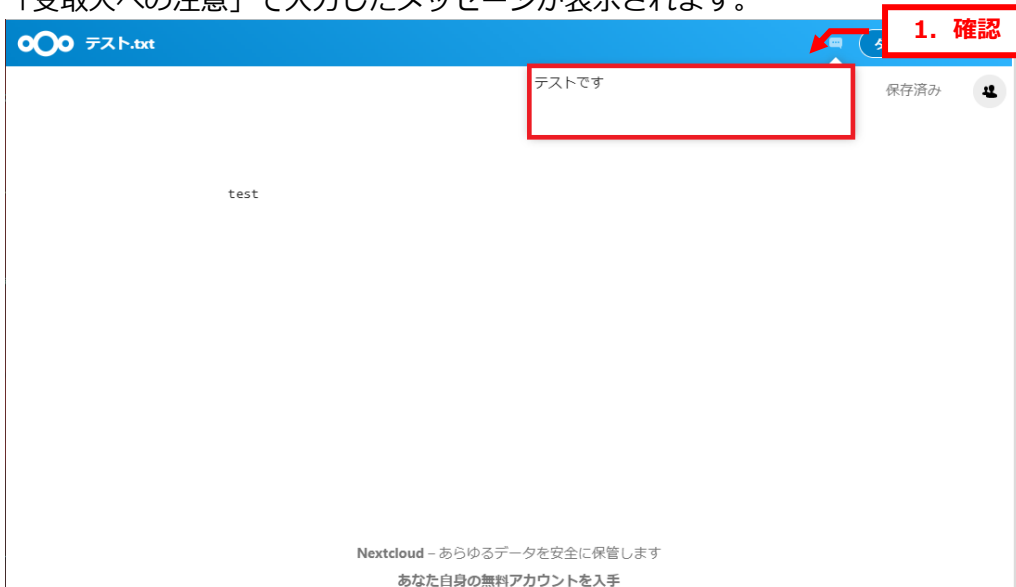 「受取人への注意」で入力したメッセージが表示されます。
テスト.txt
1. 確認
テストです
保存済み
test
Nextcloud – あらゆるデータを安全に保管します
あなた自身の無料アカウントを入手